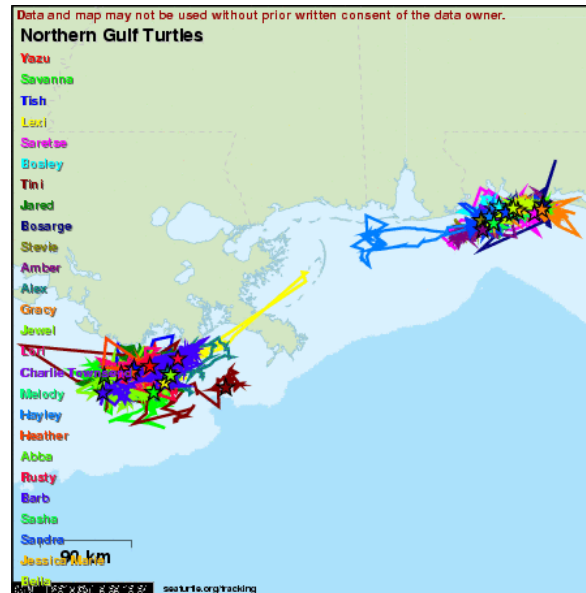 Data and map may not be used without prior written consent of the data owner.
Northern Gulf Turtles
Yazu
Savanna
Tish
Lexi
Saretse
Bosley
Tini
Jared
Bosarge
Stevie
Amber
Alex
Gracy
Jewel
Lori
Charlie Townsend
Melody
Hayley
Heather
Abba
Rusty
Barb
Sasha
Sandra
Jessica Marie
Bella
90 km
seaturtle.org/tracking